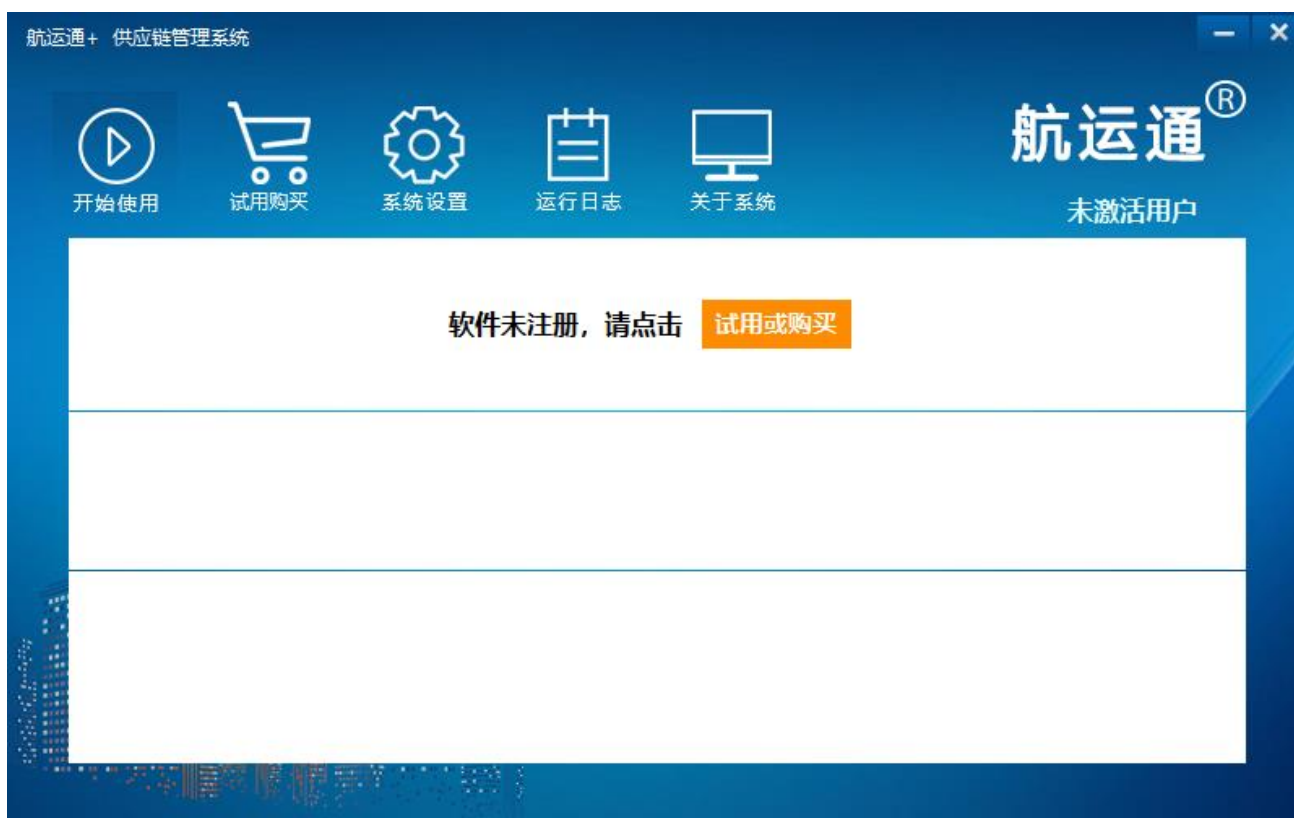 航运通+ 供应链管理系统
航运通®
开始使用 试用购买 系统设置 运行日志 关于系统
未激活用户
软件未注册，请点击 试用或购买